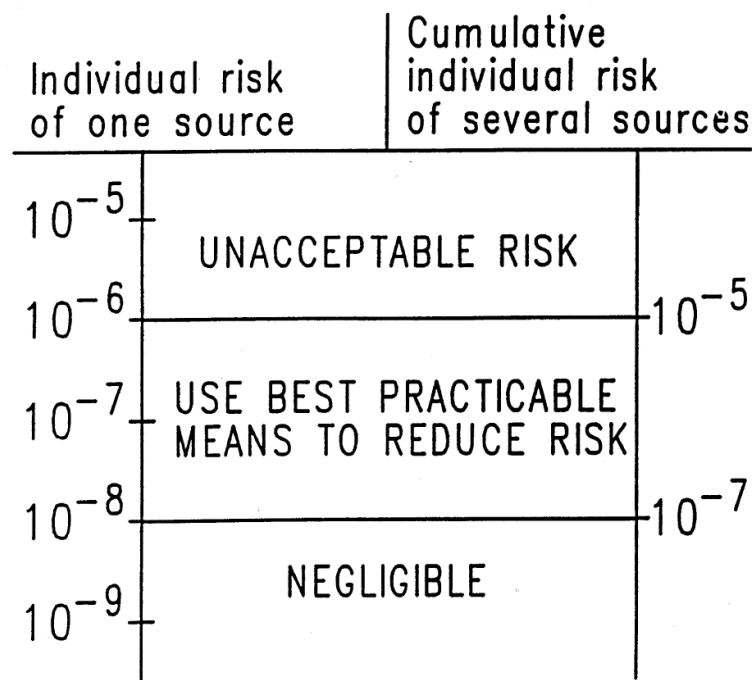 Individual risk
of one source
Cumulative
individual risk
of several sources
10⁻⁵
UNACCEPTABLE RISK
10⁻⁶
10⁻⁵
10⁻⁷
USE BEST PRACTICABLE
MEANS TO REDUCE RISK
10⁻⁸
10⁻⁷
NEGLIGIBLE
10⁻⁹